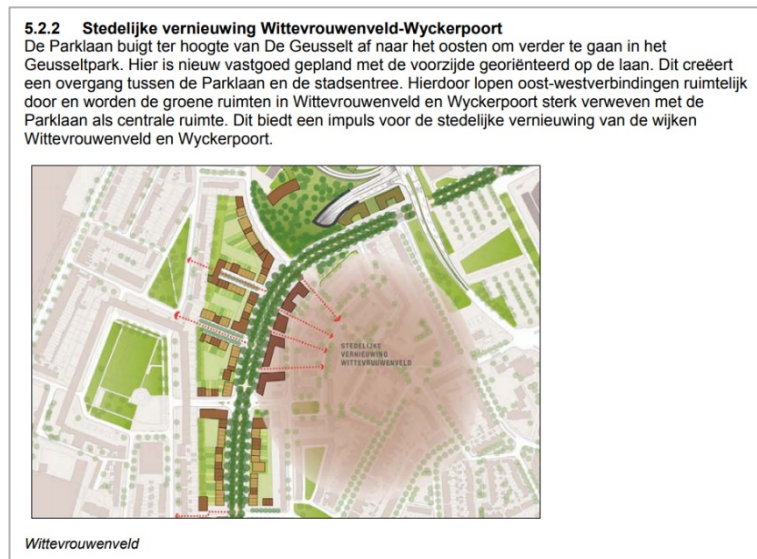 5.2.2 Stedelijke vernieuwing Wittevrouwenveld-Wyckerpoort
De Parklaan buigt ter hoogte van De Geusselt af naar het oosten om verder te gaan in het
Geusseltpark. Hier is nieuw vastgoed gepland met de voorzijde georiënteerd op de laan. Dit creëert
een overgang tussen de Parklaan en de stadsentree. Hierdoor lopen oost-westverbindingen ruimtelijk
door en worden de groene ruimten in Wittevrouwenveld en Wyckerpoort sterk verweven met de
Parklaan als centrale ruimte. Dit biedt een impuls voor de stedelijke vernieuwing van de wijken
Wittevrouwenveld en Wyckerpoort.
STEDELIJKE
VERNIEUWING
WITTEVROUWENVELD
Wittevrouwenveld